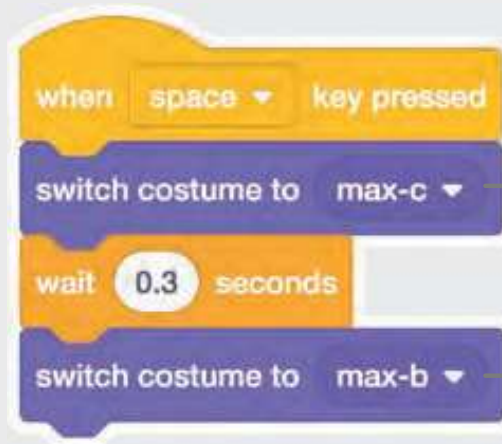 when space key pressed
switch costume to max-c
wait 0.3 seconds
switch costume to max-b